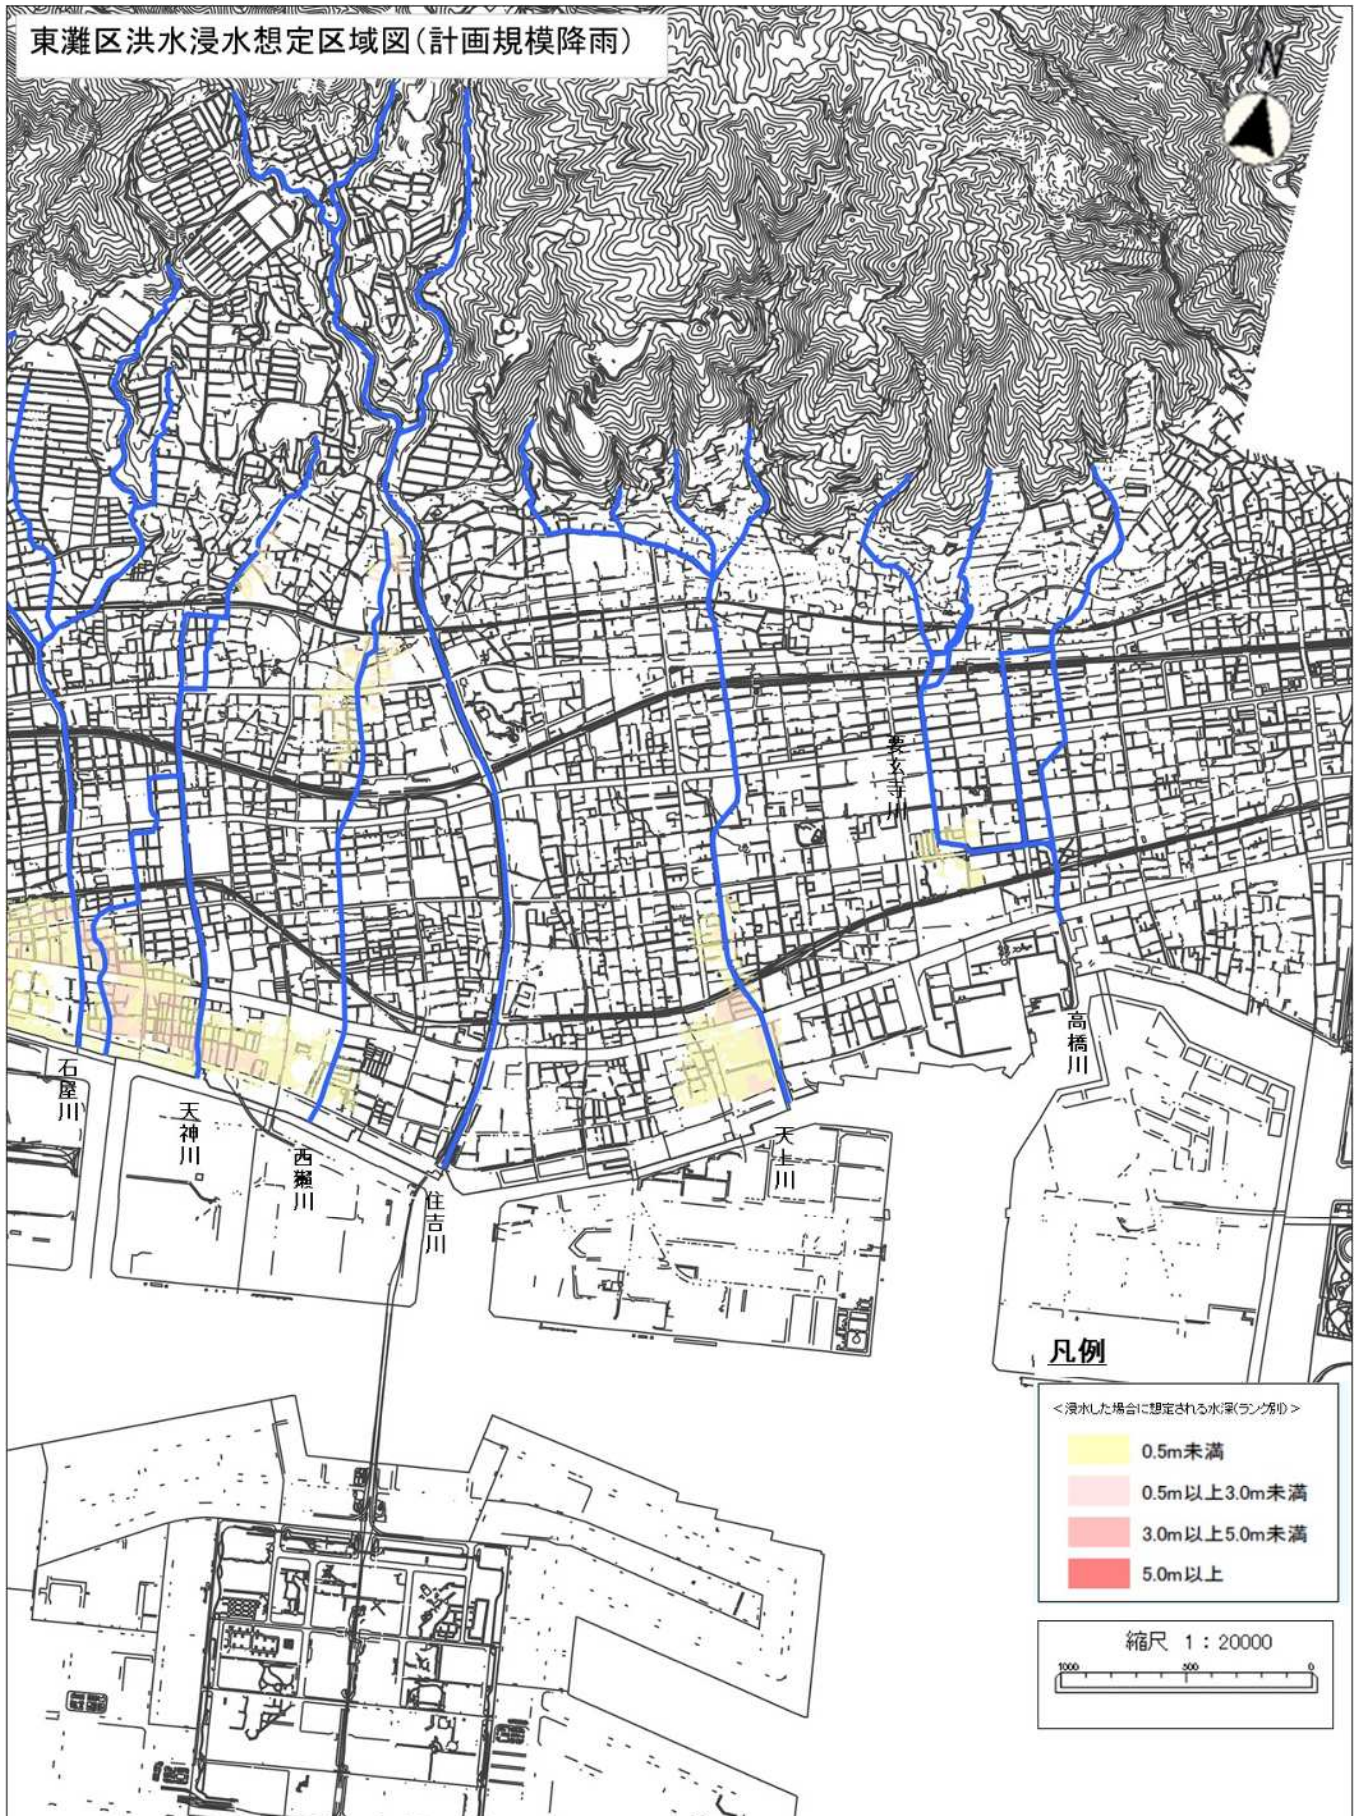 東灘区洪水浸水想定区域図(計画規模降雨)
N
要玄寺川
高橋川
石屋川
天神川
天上川
西瀬川
住吉川
凡例
<浸水した場合に想定される水深(ランク別)>
0.5m未満
0.5m以上3.0m未満
3.0m以上5.0m未満
5.0m以上
縮尺 1:20000
1000 500 0